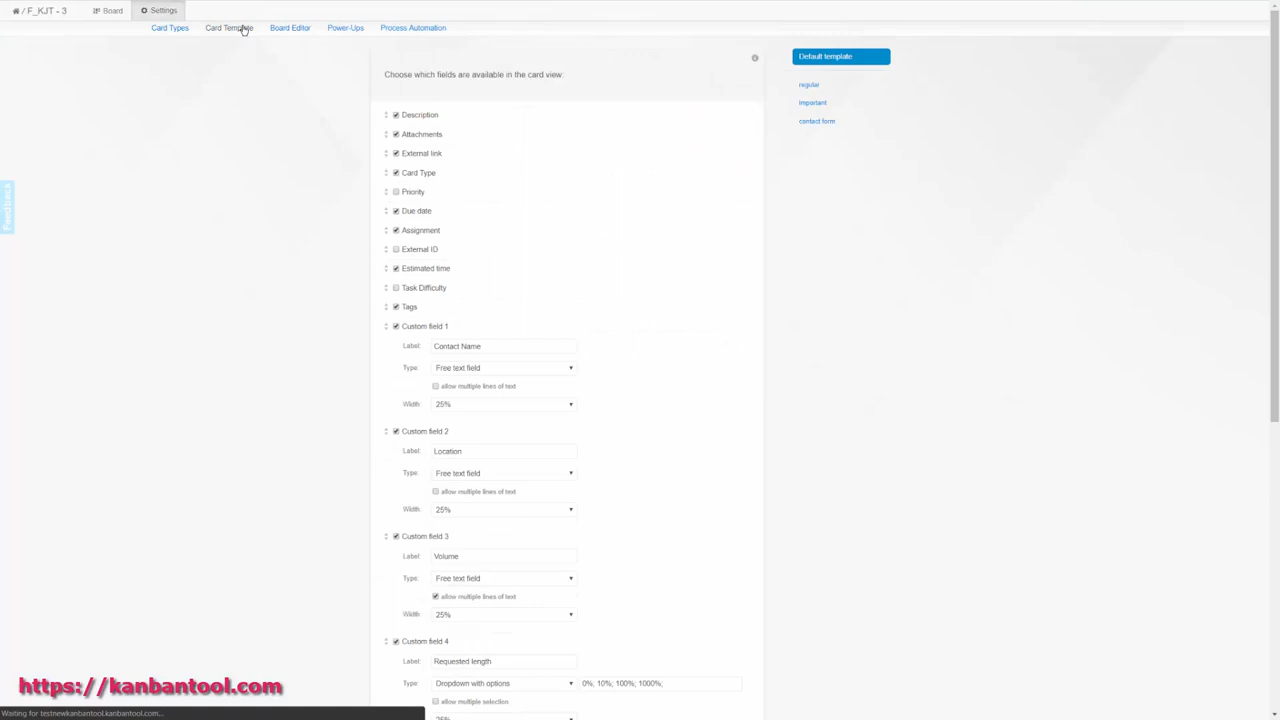 / F_KJT - 3
Board
Settings
Card Types
Card Template
Board Editor
Power-Ups
Process Automation
Choose which fields are available in the card view:
Default template
regular
important
contact form
Description
Attachments
External link
Card Type
Priority
Due date
Assignment
External ID
Estimated time
Task Difficulty
Tags
Custom field 1
Label: Contact Name
Type: Free text field
allow multiple lines of text
Width: 25%
Custom field 2
Label: Location
Type: Free text field
allow multiple lines of text
Width: 25%
Custom field 3
Label: Volume
Type: Free text field
allow multiple lines of text
Width: 25%
Custom field 4
Label: Requested length
Type: Dropdown with options 0%; 10%; 100%; 1000%;
allow multiple selection
25%
Feedback
https://kanbantool.com
Waiting for testnewkanbantool.kanbantool.com...